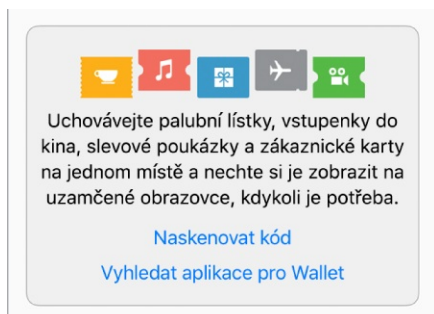 Uchovávejte palubní lístky, vstupenky do
kina, slevové poukázky a zákaznické karty
na jednom místě a nechte si je zobrazit na
uzamčené obrazovce, kdykoli je potřeba.
Naskenovat kód
Vyhledat aplikace pro Wallet